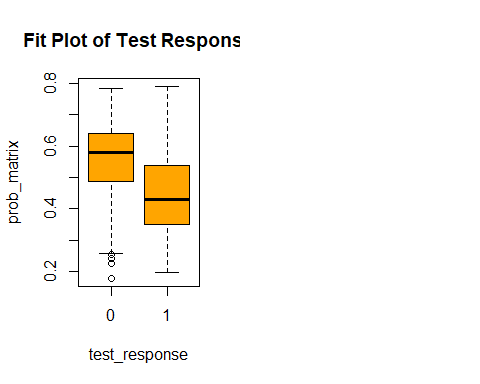 Fit Plot of Test Respons
0.8
0.6
0.4
0.2
prob_matrix
0 1
test_response